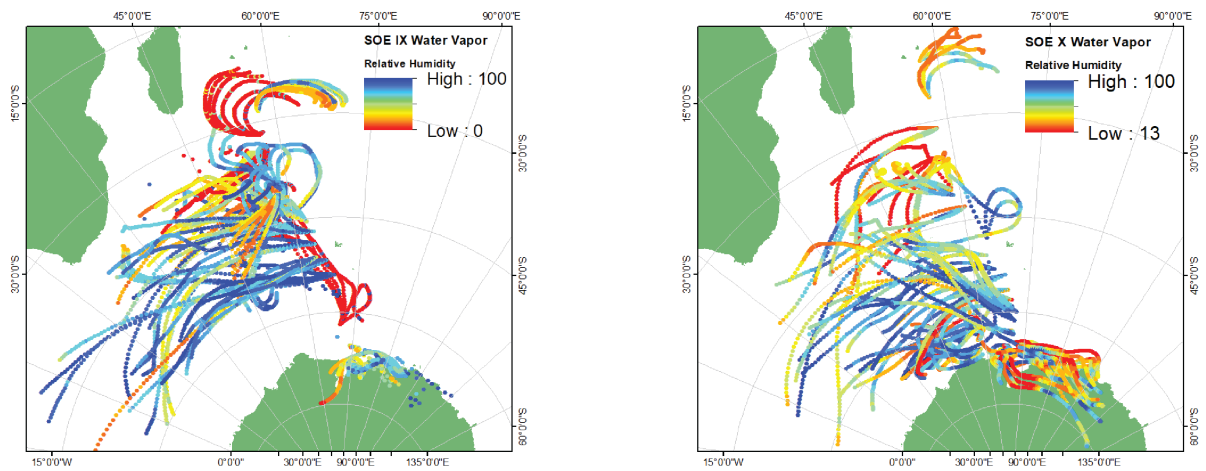 45°0'0"E 60°0'0"E 75°0'0"E 90°0'0"E
SOE IX Water Vapor
Relative Humidity
High : 100
Low : 0
15°0'0"S
30°0'0"S
30°0'0"S
45°0'0"S
60°0'0"S
15°0'0"W 0°0'0" 30°0'0"E 90°0'0"E 135°0'0"E
45°0'0"E 60°0'0"E 75°0'0"E 90°0'0"E
SOE X Water Vapor
Relative Humidity
High : 100
Low : 13
15°0'0"S
30°0'0"S
30°0'0"S
45°0'0"S
60°0'0"S
15°0'0"W 0°0'0" 30°0'0"E 90°0'0"E 135°0'0"E